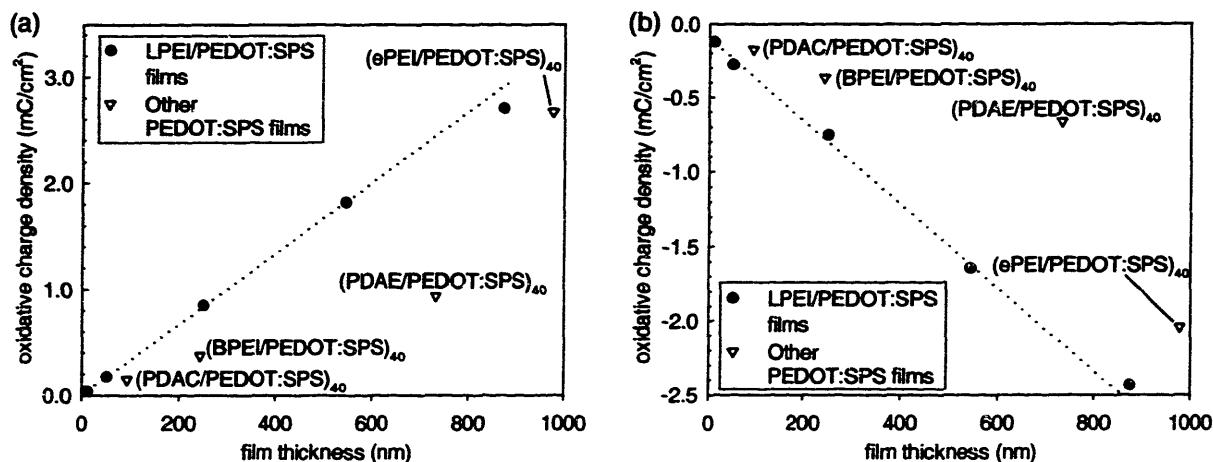 (a)
LPEI/PEDOT:SPS
films
Other
PEDOT:SPS films
(ePEI/PEDOT:SPS)40
(PDAE/PEDOT:SPS)40
(BPEI/PEDOT:SPS)40
(PDAC/PEDOT:SPS)40
oxidative charge density (mC/cm²)
3.0
2.0
1.0
0.0
0 200 400 600 800 1000
film thickness (nm)
(b)
(PDAC/PEDOT:SPS)40
(BPEI/PEDOT:SPS)40
(PDAE/PEDOT:SPS)40
(ePEI/PEDOT:SPS)40
LPEI/PEDOT:SPS
films
Other
PEDOT:SPS films
oxidative charge density (mC/cm²)
0.0
-0.5
-1.0
-1.5
-2.0
-2.5
0 200 400 600 800 1000
film thickness (nm)